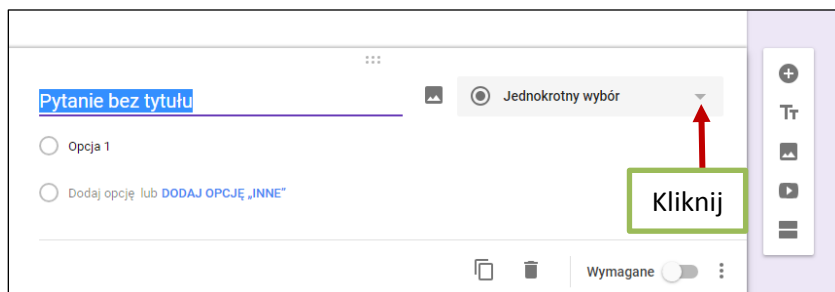 Pytanie bez tytułu
Jednokrotny wybór
Opcja 1
Dodaj opcję lub DODAJ OPCJĘ „INNE”
Kliknij
Wymagane